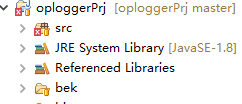 oploggerPrj [oploggerPrj master]
src
JRE System Library [JavaSE-1.8]
Referenced Libraries
bek